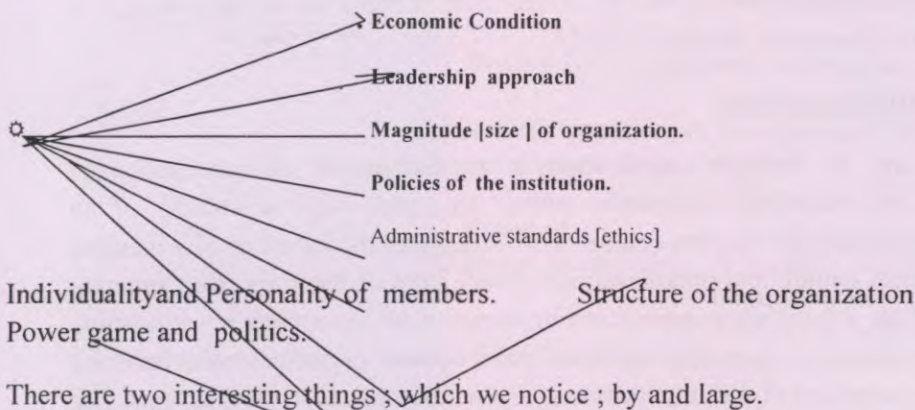 Economic Condition
Leadership approach
Magnitude [size ] of organization.
Policies of the institution.
Administrative standards [ethics]
Individualityand Personality of members. Structure of the organization
Power game and politics.
There are two interesting things ; which we notice ; by and large.